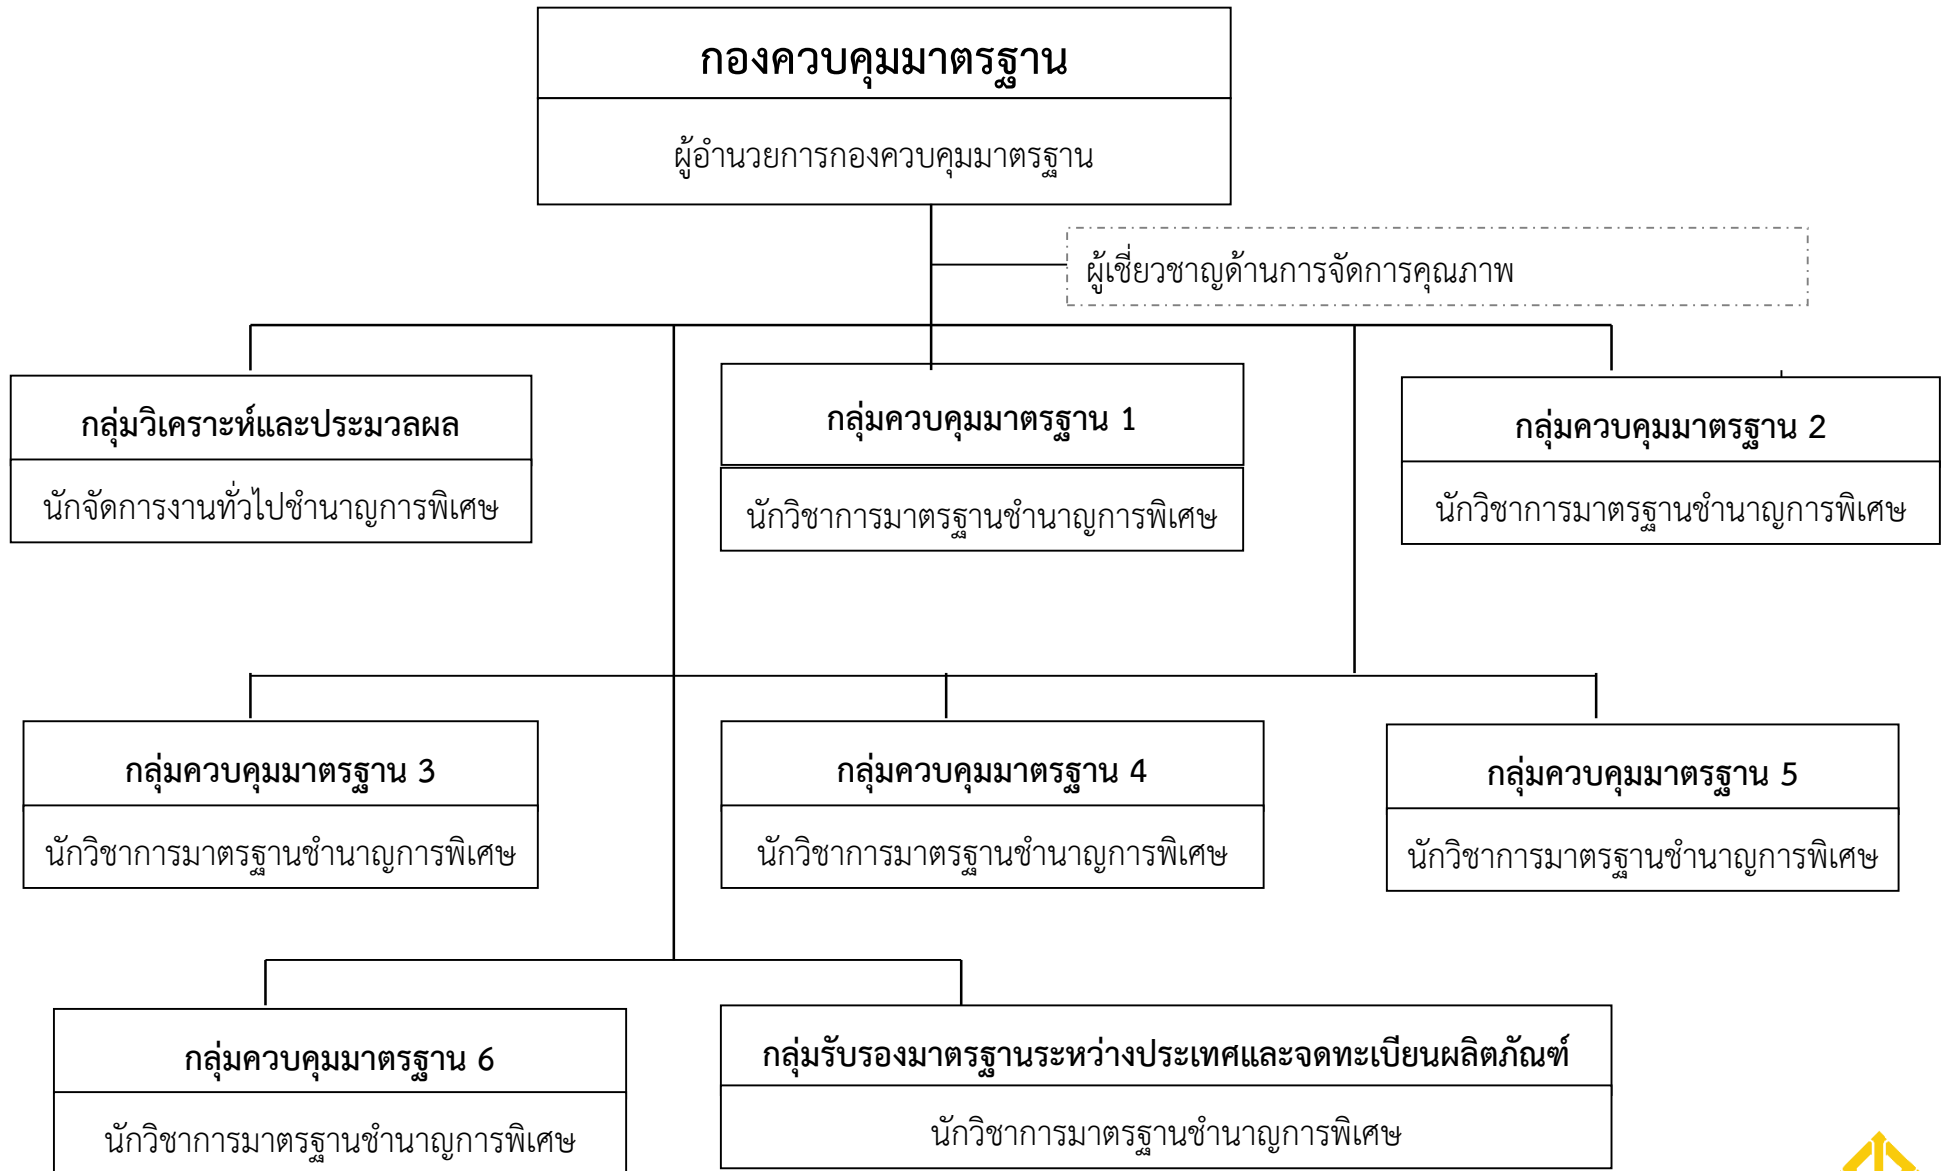 กองควบคุมมาตรฐาน
ผู้อำนวยการกองควบคุมมาตรฐาน
ผู้เชี่ยวชาญด้านการจัดการคุณภาพ
กลุ่มวิเคราะห์และประมวลผล
นักจัดการงานทั่วไปชำนาญการพิเศษ
กลุ่มควบคุมมาตรฐาน 1
นักวิชาการมาตรฐานชำนาญการพิเศษ
กลุ่มควบคุมมาตรฐาน 2
นักวิชาการมาตรฐานชำนาญการพิเศษ
กลุ่มควบคุมมาตรฐาน 3
นักวิชาการมาตรฐานชำนาญการพิเศษ
กลุ่มควบคุมมาตรฐาน 4
นักวิชาการมาตรฐานชำนาญการพิเศษ
กลุ่มควบคุมมาตรฐาน 5
นักวิชาการมาตรฐานชำนาญการพิเศษ
กลุ่มควบคุมมาตรฐาน 6
นักวิชาการมาตรฐานชำนาญการพิเศษ
กลุ่มรับรองมาตรฐานระหว่างประเทศและจดทะเบียนผลิตภัณฑ์
นักวิชาการมาตรฐานชำนาญการพิเศษ